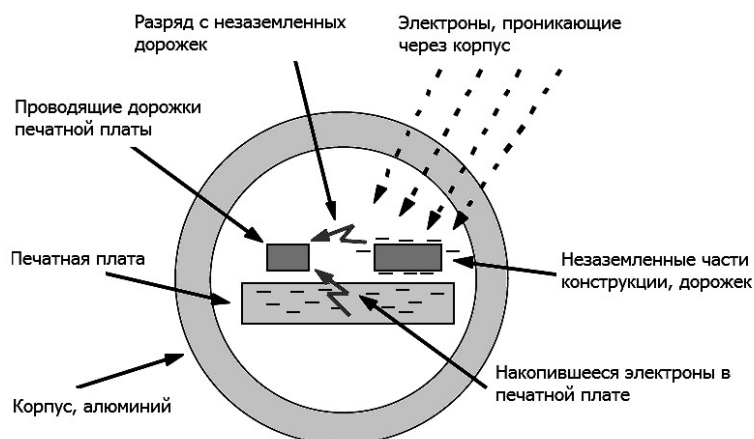 Разряд с незаземленных
дорожек
Электроны, проникающие
через корпус
Проводящие дорожки
печатной платы
Печатная плата
Незаземленные части
конструкции, дорожек
Накопившееся электроны в
печатной плате
Корпус, алюминий